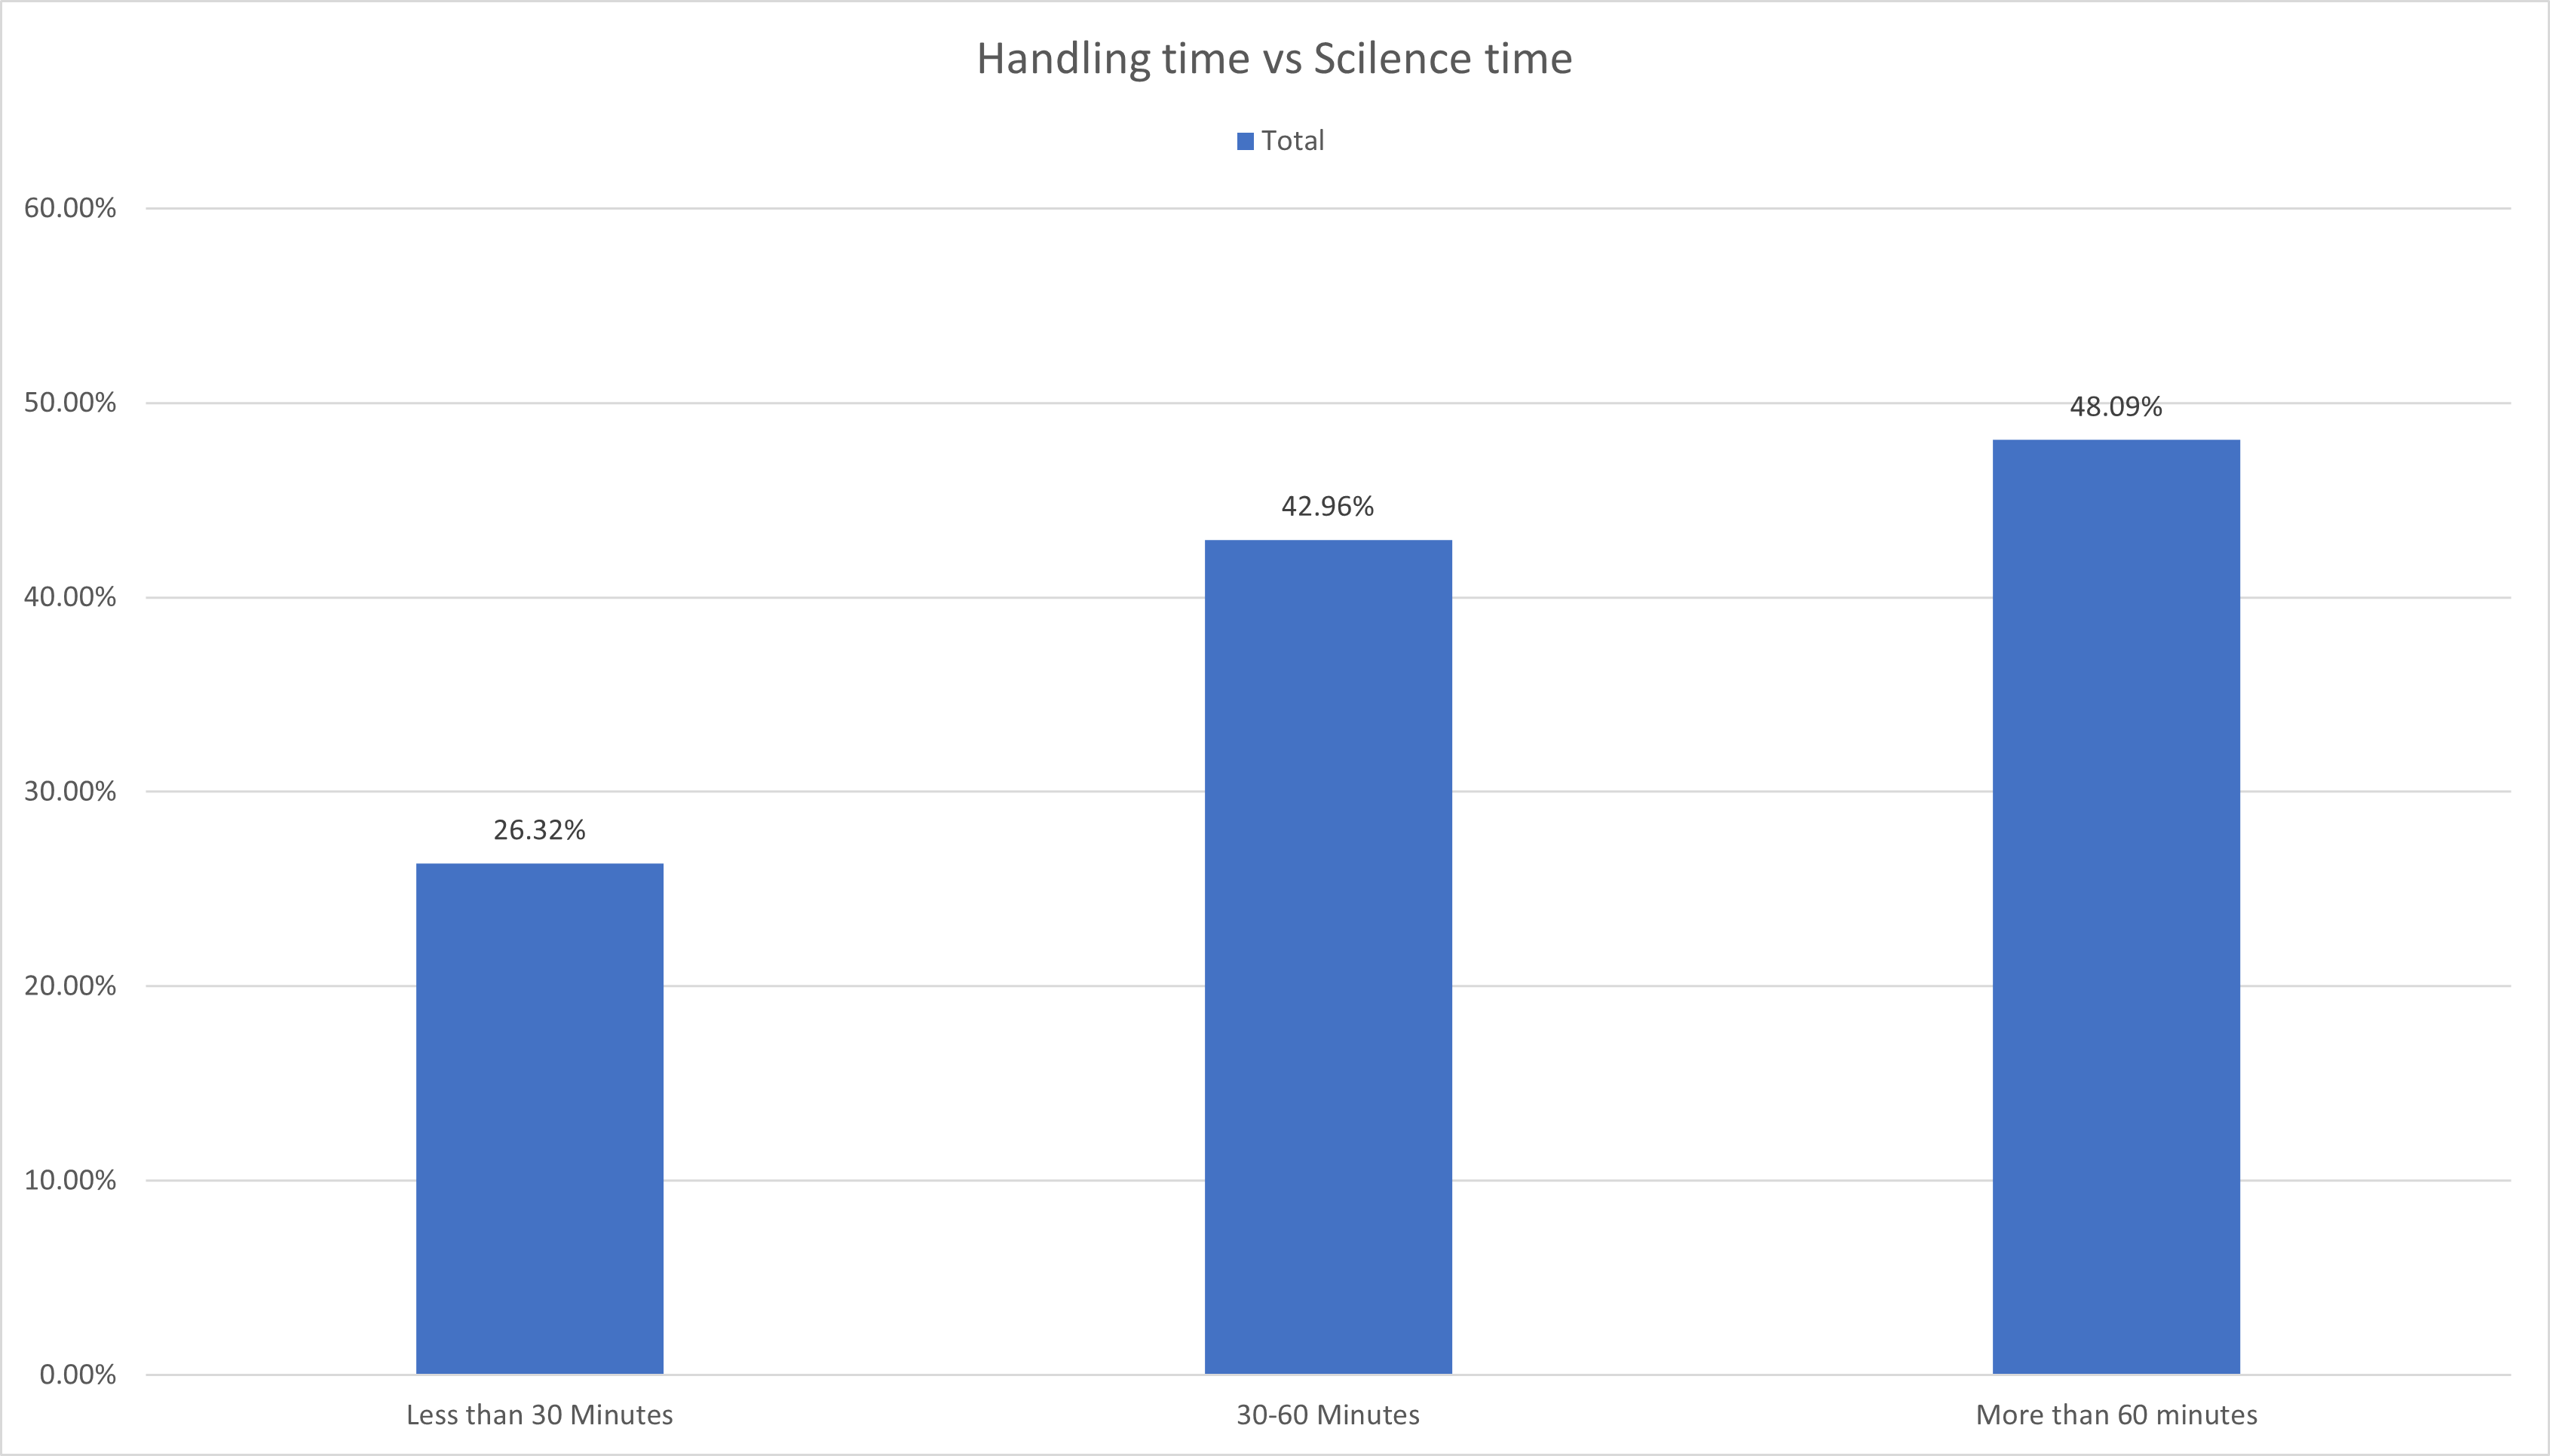 Handling time vs Scilence time
Total
60.00%
50.00%
48.09%
42.96%
40.00%
30.00%
26.32%
20.00%
10.00%
0.00%
Less than 30 Minutes
30-60 Minutes
More than 60 minutes